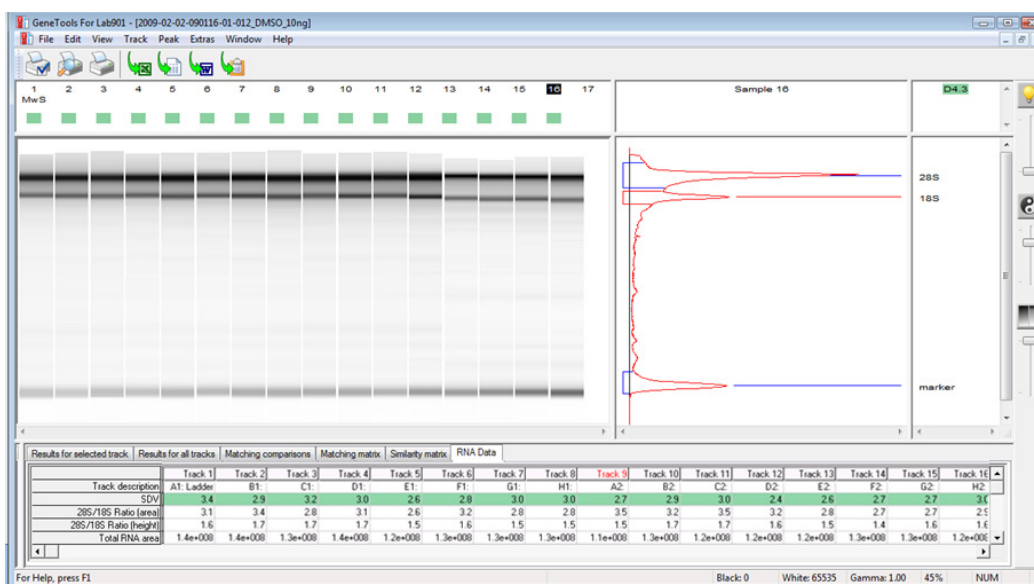 GeneTools For Lab901 - [2009-02-02-090116-01-012_DMSO_10ng]
File Edit View Track Peak Extras Window Help
1 2 3 4 5 6 7 8 9 10 11 12 13 14 15 16 17
MwS
Sample 16
D4.3
28S
18S
marker
Results for selected track Results for all tracks Matching comparisons Matching matrix Similarity matrix RNA Data
Track 1 Track 2 Track 3 Track 4 Track 5 Track 6 Track 7 Track 8 Track 9 Track 10 Track 11 Track 12 Track 13 Track 14 Track 15 Track 16
Track description A1: Ladder B1: C1: D1: E1: F1: G1: H1: A2: B2: C2: D2: E2: F2: G2: H2:
SDV 3.4 2.9 3.2 3.0 2.6 2.8 3.0 3.0 2.7 2.9 3.0 2.4 2.6 2.7 2.7 3.0
28S/18S Ratio (area) 3.1 3.4 2.8 3.1 2.6 3.2 2.8 2.8 3.5 3.2 3.5 3.2 2.8 2.7 2.7 2.9
28S/18S Ratio (height) 1.6 1.7 1.7 1.7 1.5 1.6 1.5 1.5 1.5 1.7 1.7 1.6 1.5 1.4 1.6 1.6
Total RNA area 1.4e+008 1.4e+008 1.3e+008 1.4e+008 1.2e+008 1.3e+008 1.3e+008 1.3e+008 1.1e+008 1.3e+008 1.2e+008 1.2e+008 1.2e+008 1.3e+008 1.3e+008 1.2e+008
For Help, press F1 Black: 0 White: 65535 Gamma: 1.00 45% NUM